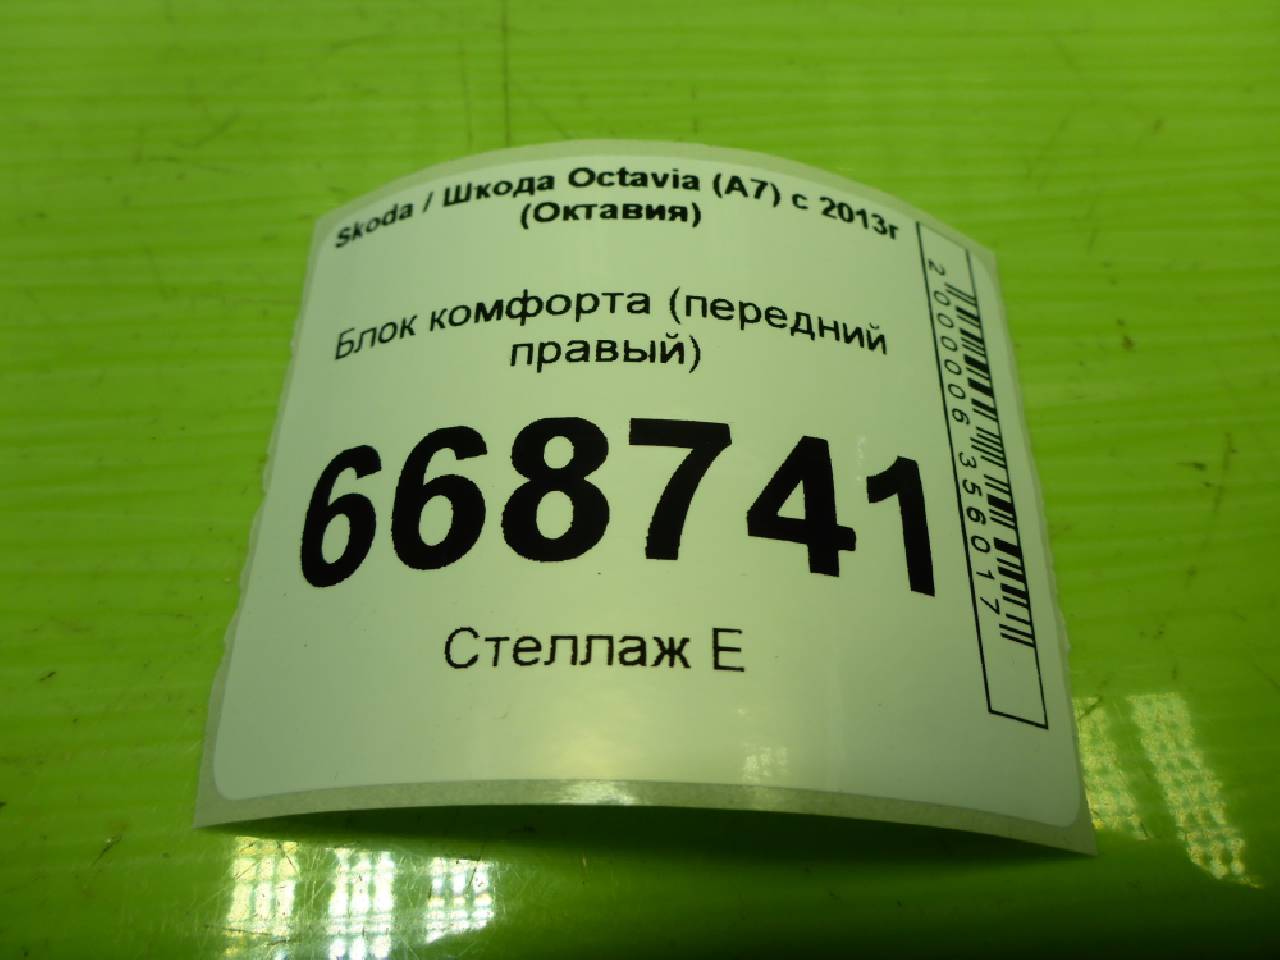 Skoda / Шкода Octavia (A7) с 2013г
(Октавия)
Блок комфорта (передний
правый)
668741
Стеллаж Е
2000006356017